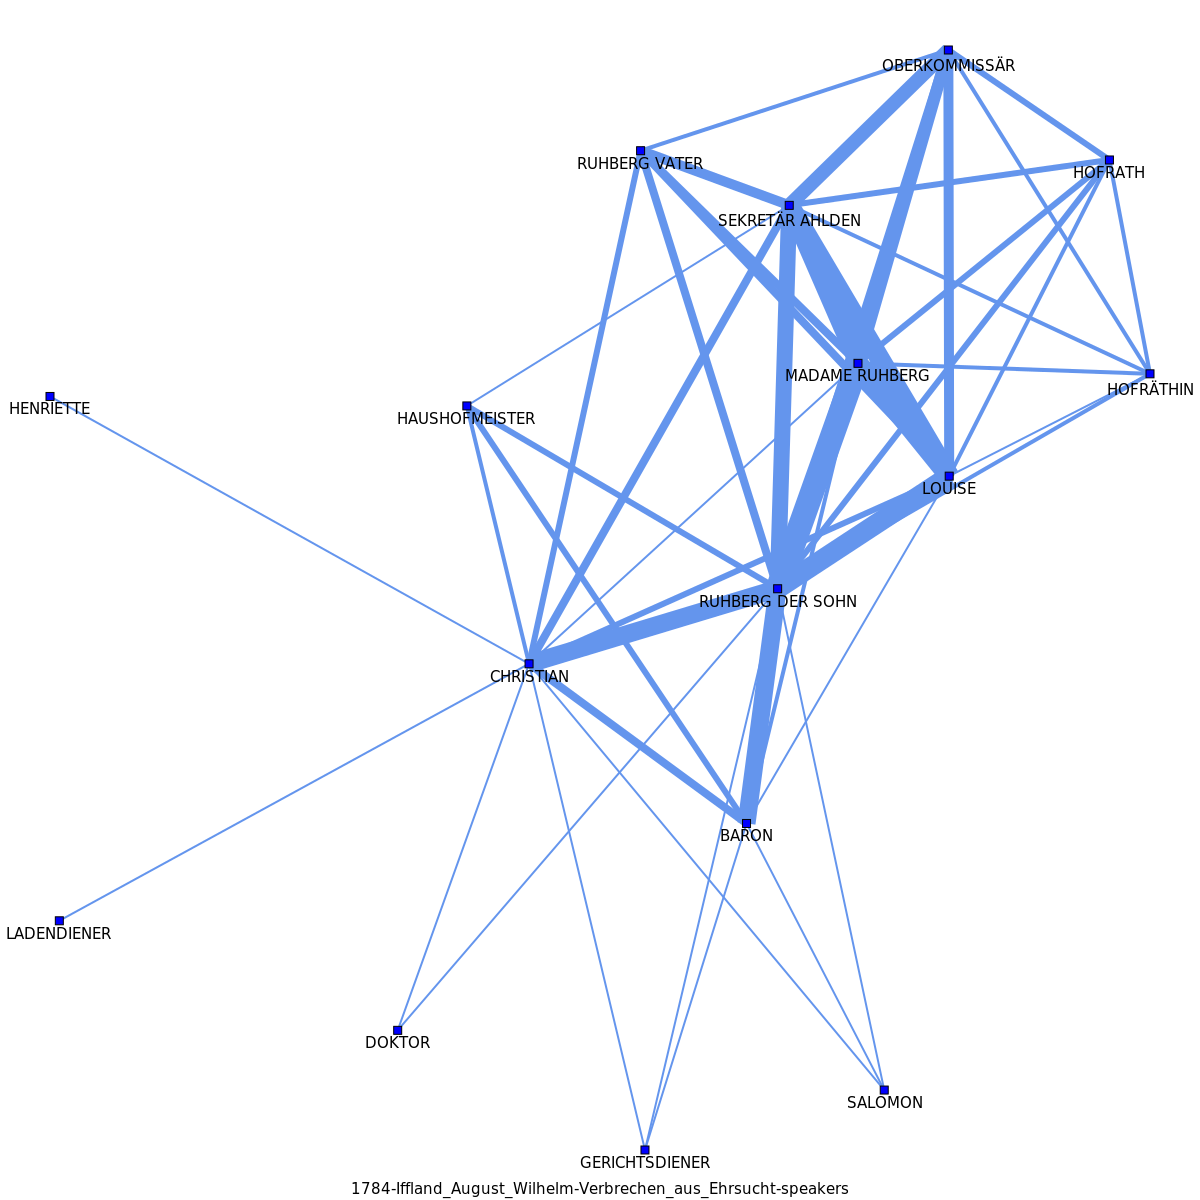 OBERKOMMISSÄR
RUHBERG VATER
HOFRATH
SEKRETÄR AHLDEN
MADAME RUHBERG
HOFRÄTHIN
HENRIETTE
HAUSHOFMEISTER
LOUISE
RUHBERG DER SOHN
CHRISTIAN
BARON
LADENDIENER
DOKTOR
SALOMON
GERICHTSDIENER
1784-Iffland_August_Wilhelm-Verbrechen_aus_Ehrsucht-speakers